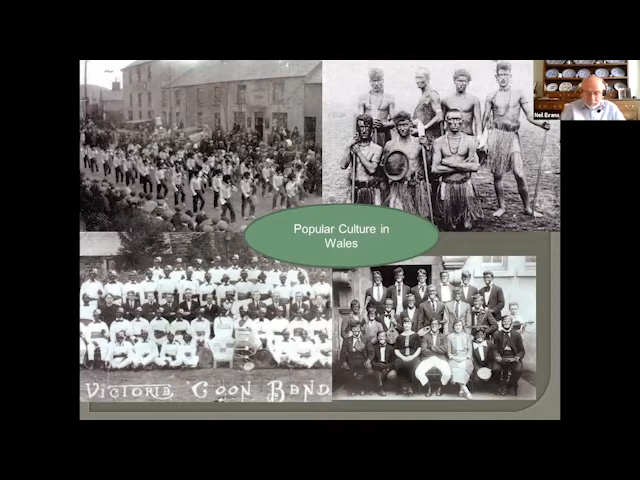 Neil Evans
Popular Culture in
Wales
VICTORIA COON BAND